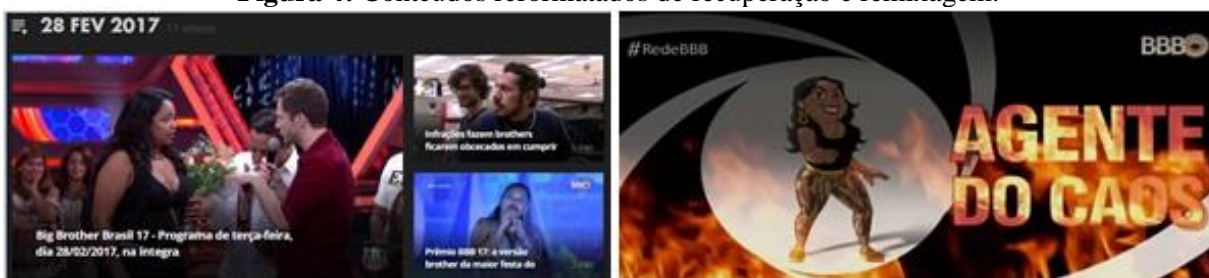 Figura 4. Conteúdos reformatados de recuperação e remixagem.
28 FEV 2017 11 vídeos
Infrações fazem brothers
ficarem obcecados em cumprir
Big Brother Brasil 17 - Programa de terça-feira,
dia 28/02/2017, na íntegra
Prêmio BBB 17: a versão
brother da maior festa do
#RedeBBB
BBB
AGENTE
DO CAOS